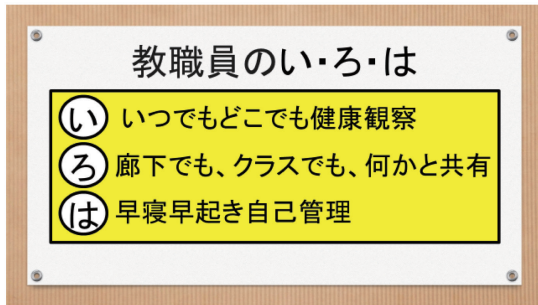 教職員のい・ろ・は
い いつでもどこでも健康観察
ろ 廊下でも、クラスでも、何かと共有
は 早寝早起き自己管理